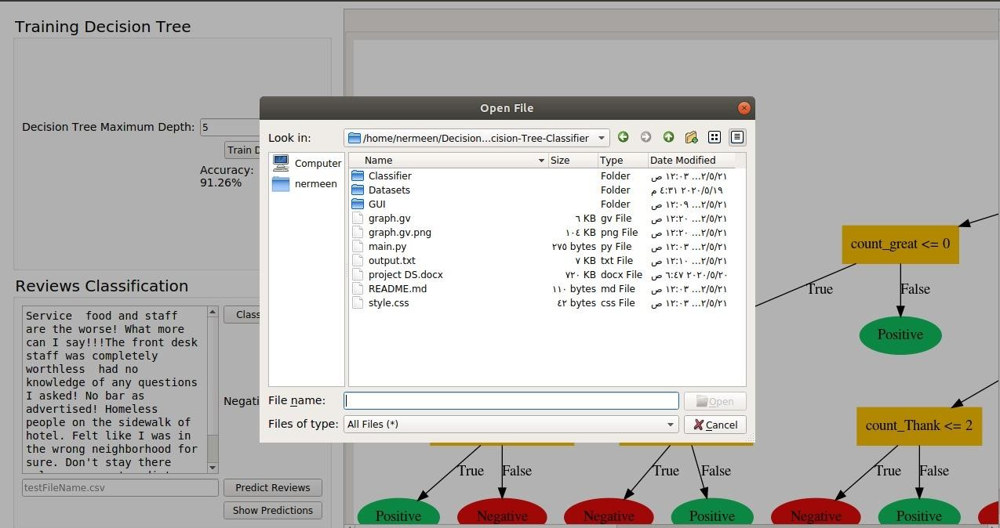 Training Decision Tree
Decision Tree Maximum Depth: 5
Train D
Accuracy:
91.26%
Reviews Classification
Service food and staff
are the worse! What more
can I say!!!The front desk
staff was completely
worthless had no
knowledge of any questions
I asked! No bar as
advertised! Homeless
people on the sidewalk of
hotel. Felt like I was in
the wrong neighborhood for
sure. Don't stay there
Class
Negati
testFileName.csv
Predict Reviews
Show Predictions
Open File
Look in: /home/nermeen/Decision...cision-Tree-Classifier
Computer
nermeen
Name Size Type Date Modified
Classifier Folder ٢/٥/٢١... ١٢:٠٣ ص
Datasets Folder ٢٠٢٠/٥/١٩ ٤:٣١ م
GUI Folder ٢/٥/٢١... ١٢:٠٩ ص
graph.gv ٦ KB gv File ٢/٥/٢١... ١٢:٢٠ ص
graph.gv.png ١٠٤ KB png File ٢/٥/٢١... ١٢:٢٠ ص
main.py ٢٧٥ bytes py File ٢/٥/٢١... ١٢:٠٣ ص
output.txt ٧ KB txt File ٢/٥/٢١... ١٢:١٠ ص
project DS.docx ٧٢٠ KB docx File ٢٠٢٠/٥/٢٠ ٦:٤٧ ص
README.md ١١٠ bytes md File ٢/٥/٢١... ١٢:٠٣ ص
style.css ٤٢ bytes css File ٢/٥/٢١... ١٢:٠٣ ص
File name: Open
Files of type: All Files (*) Cancel
count_great <= 0
True False
Positive
count_Thank <= 2
True False True False True False
Positive Negative Negative Positive Negative Positive